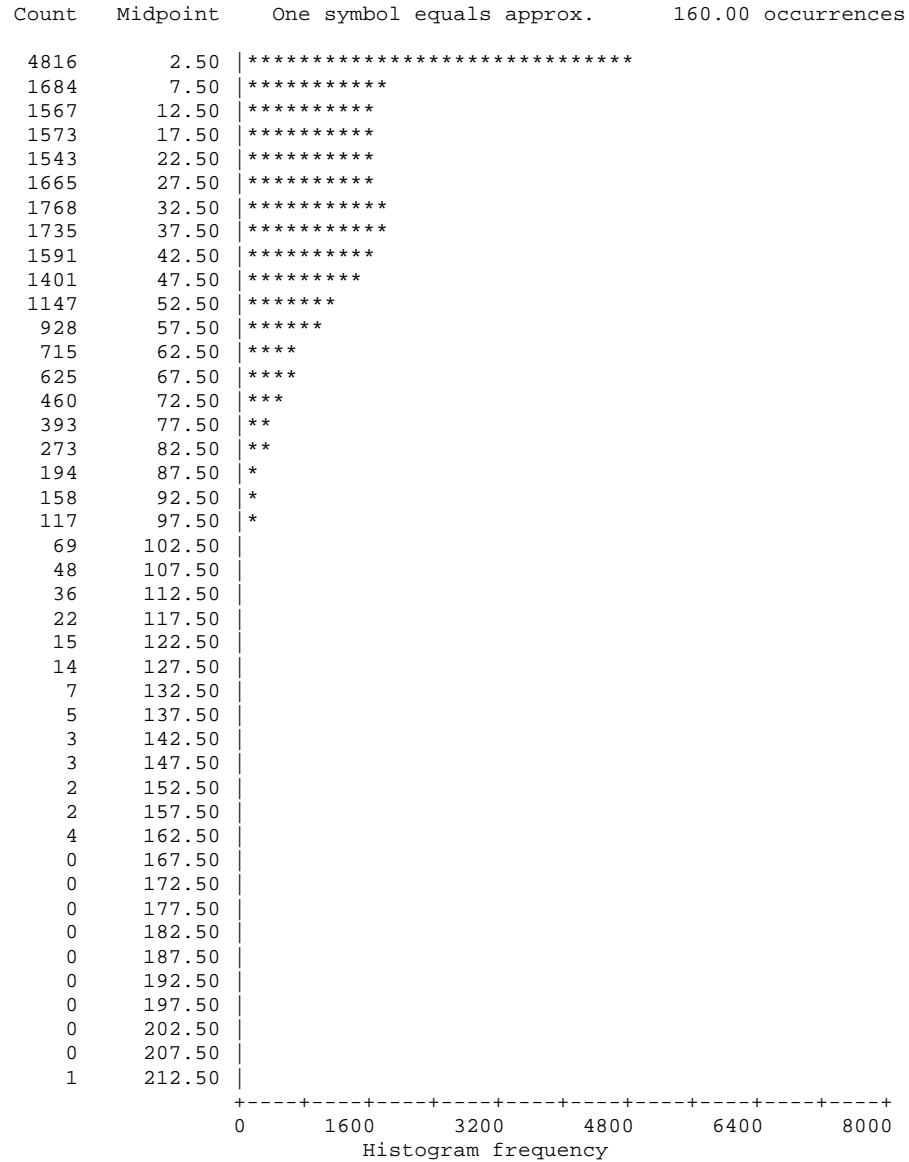 Count   Midpoint    One symbol equals approx.      160.00 occurrences
4816       2.50 |******************************
1684       7.50 |***********
1567      12.50 |**********
1573      17.50 |**********
1543      22.50 |**********
1665      27.50 |**********
1768      32.50 |***********
1735      37.50 |***********
1591      42.50 |**********
1401      47.50 |*********
1147      52.50 |*******
928      57.50 |******
715      62.50 |****
625      67.50 |****
460      72.50 |***
393      77.50 |**
273      82.50 |**
194      87.50 |*
158      92.50 |*
117      97.50 |*
69     102.50 |
48     107.50 |
36     112.50 |
22     117.50 |
15     122.50 |
14     127.50 |
7     132.50 |
5     137.50 |
3     142.50 |
3     147.50 |
2     152.50 |
2     157.50 |
4     162.50 |
0     167.50 |
0     172.50 |
0     177.50 |
0     182.50 |
0     187.50 |
0     192.50 |
0     197.50 |
0     202.50 |
0     207.50 |
1     212.50 |
+----+----+----+----+----+----+----+----+----+----+
0      1600      3200      4800      6400      8000
Histogram frequency